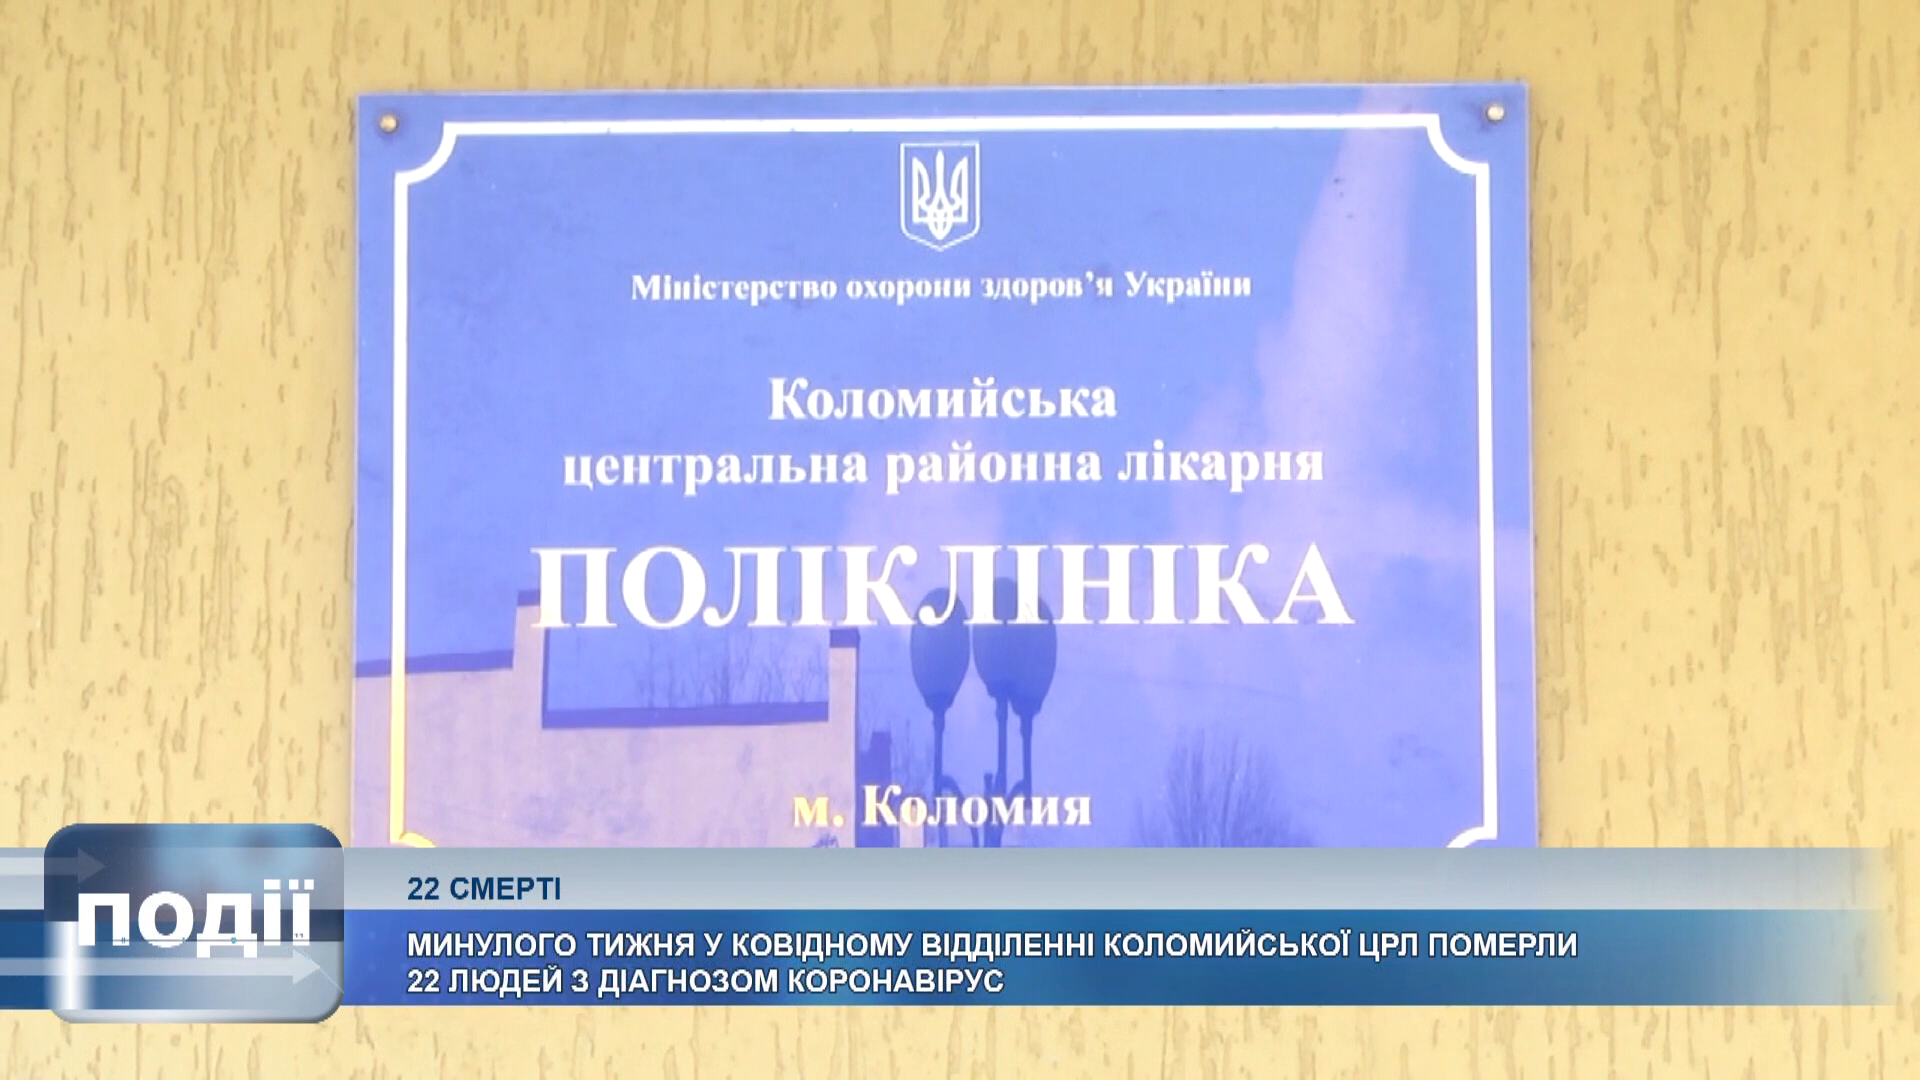 Міністерство охорони здоров’я України
Коломийська
центральна районна лікарня
ПОЛІКЛІНІКА
м. Коломия
події
22 СМЕРТІ
МИНУЛОГО ТИЖНЯ У КОВІДНОМУ ВІДДІЛЕННІ КОЛОМИЙСЬКОЇ ЦРЛ ПОМЕРЛИ
22 ЛЮДЕЙ З ДІАГНОЗОМ КОРОНАВІРУС